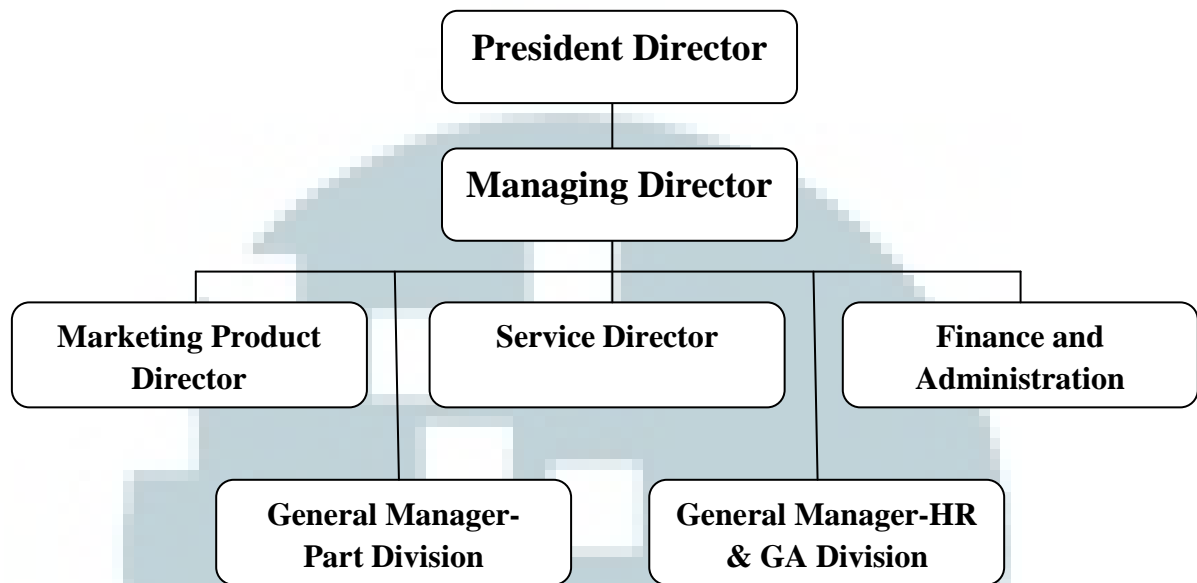 President Director
Managing Director
Marketing Product
Director
Service Director
Finance and
Administration
General Manager-
Part Division
General Manager-HR
& GA Division